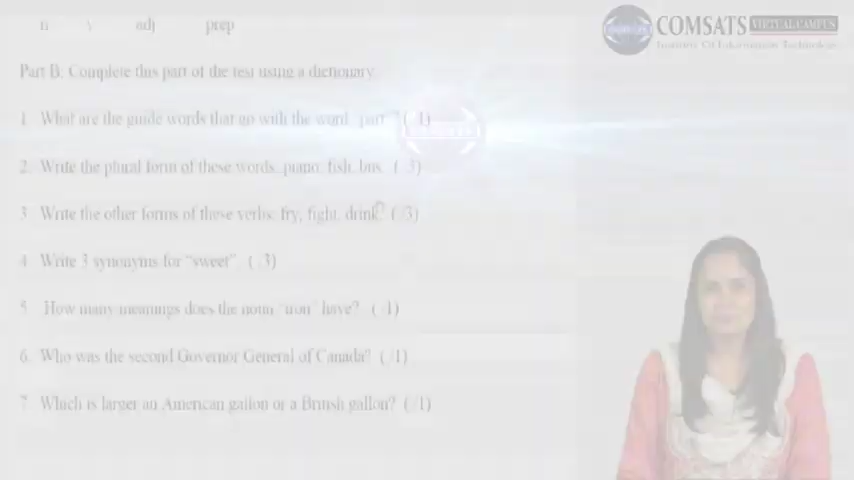 n v adj prep
COMSATS VIRTUAL CAMPUS
Institute Of Information Technology
Part B: Complete this part of the test using a dictionary.
1. What are the guide words that go with the word "part"? ( /1)
2. Write the plural form of these words: piano, fish, bus. ( /3)
3. Write the other forms of these verbs: fry, fight, drink. ( /3)
4. Write 3 synonyms for "sweet". ( /3)
5. How many meanings does the noun "iron" have? ( /1)
6. Who was the second Governor General of Canada? ( /1)
7. Which is larger an American gallon or a British gallon? ( /1)